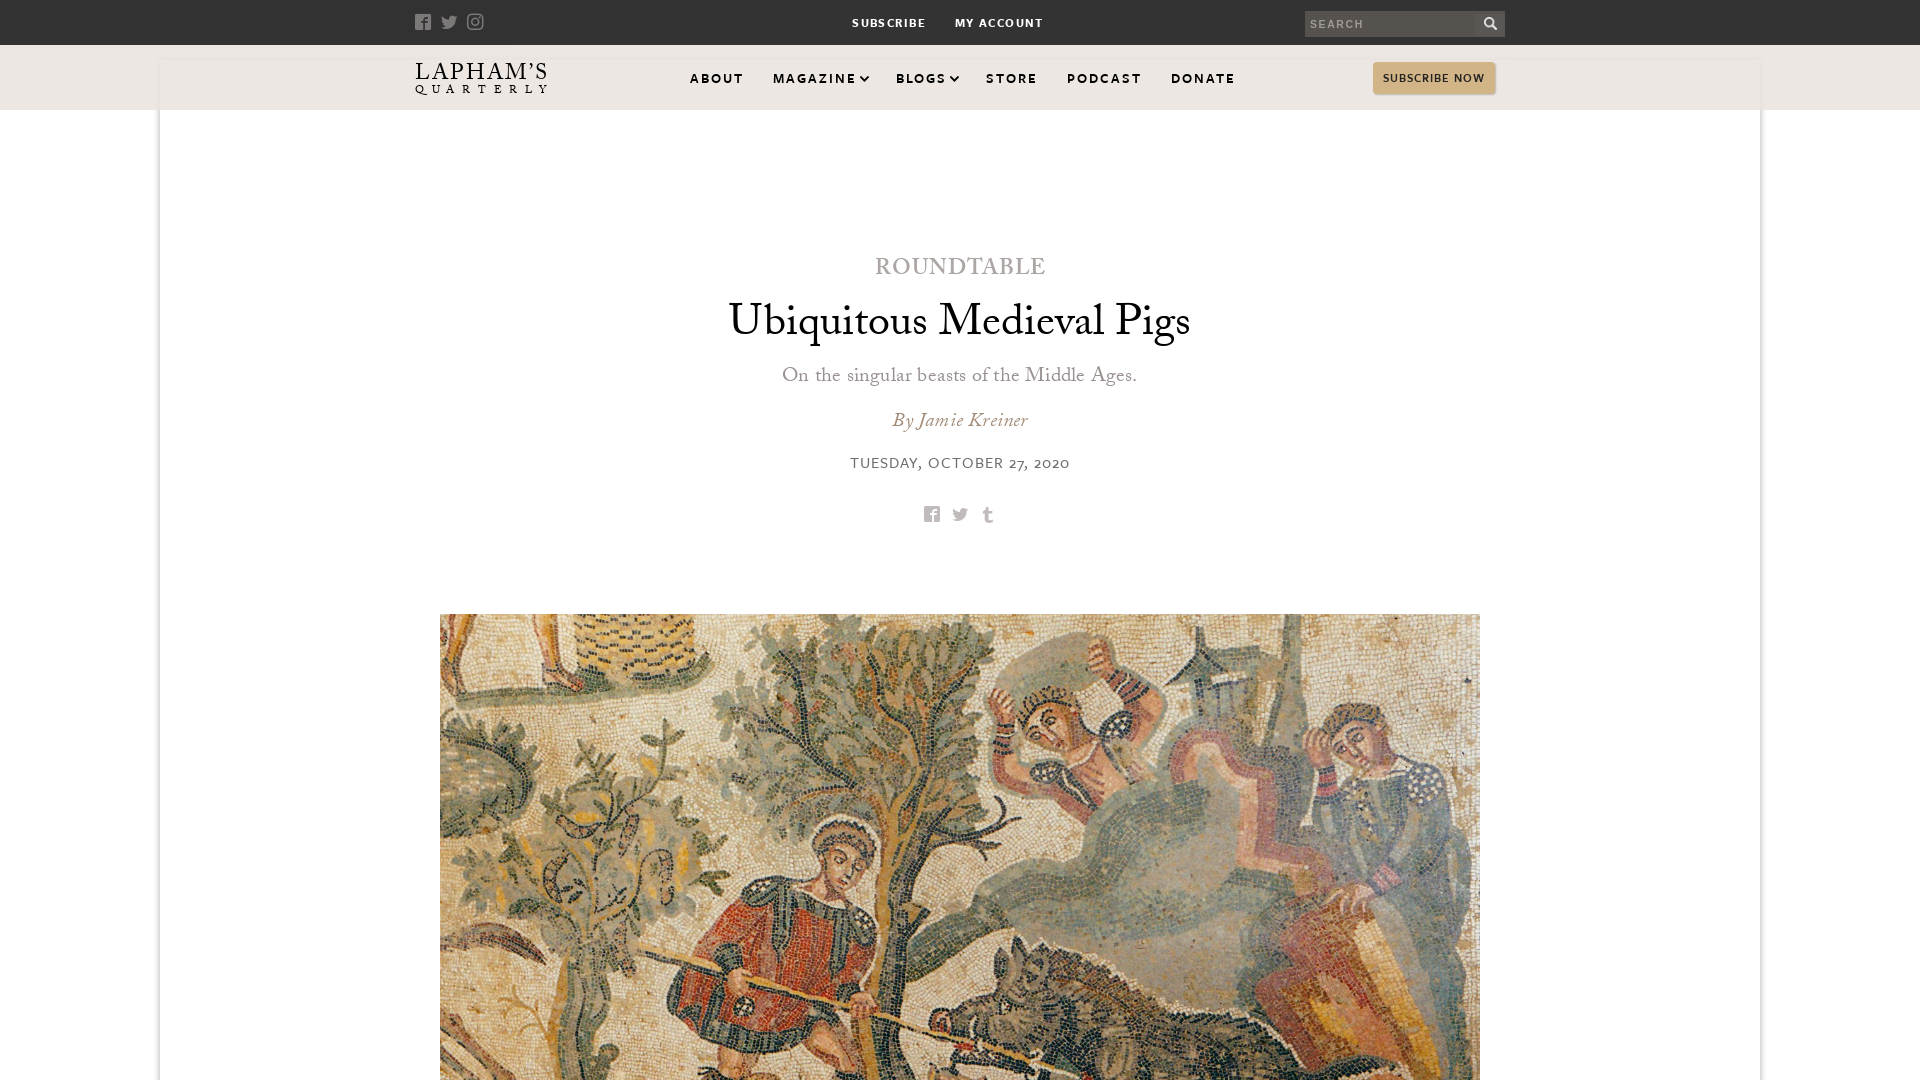 SUBSCRIBE
MY ACCOUNT
SEARCH
LAPHAM'S
QUARTERLY
ABOUT
MAGAZINE
BLOGS
STORE
PODCAST
DONATE
SUBSCRIBE NOW
ROUNDTABLE
Ubiquitous Medieval Pigs
On the singular beasts of the Middle Ages.
By Jamie Kreiner
TUESDAY, OCTOBER 27, 2020